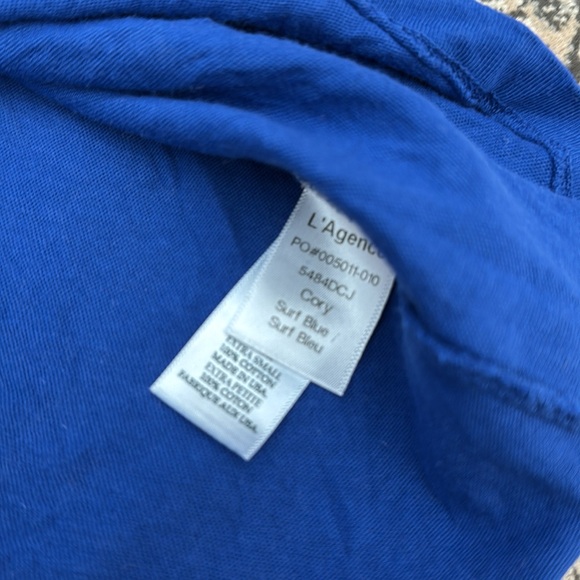 L'Agence
PO#005011-010
5484DCJ
Cory
Surf Blue /
Surf Bleu
EXTRA SMALL
100% COTTON
MADE IN USA.
EXTRA PETITE
100% COTON
FABRIQUE AUX USA.